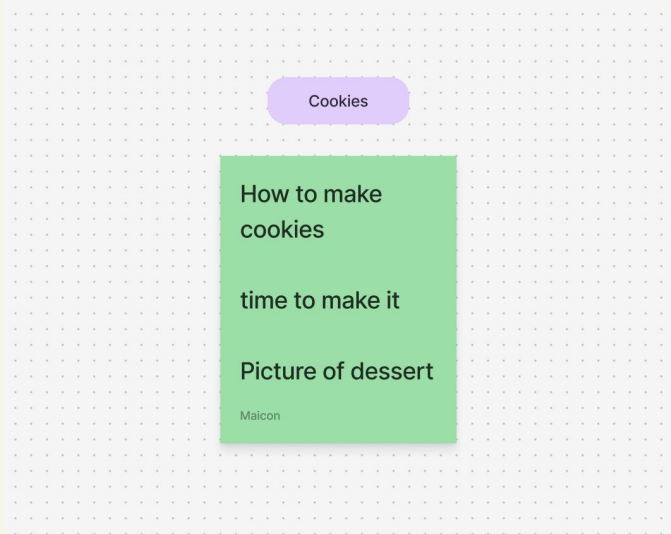 Cookies
How to make
cookies
time to make it
Picture of dessert
Maicon